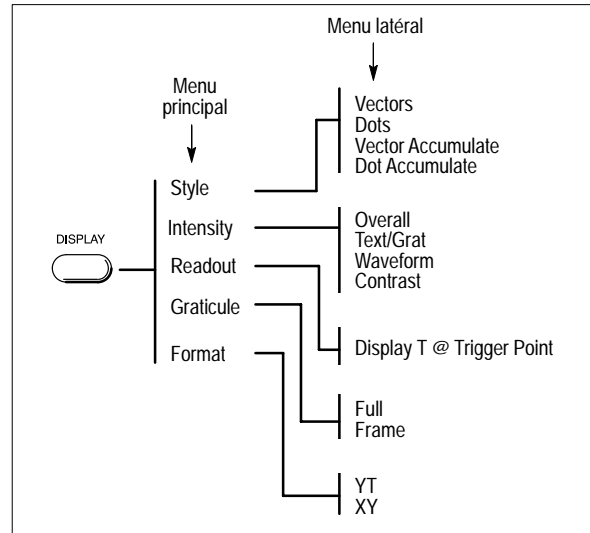 Menu latéral
Menu
principal
Vectors
Dots
Vector Accumulate
Dot Accumulate
Style
Intensity
Overall
Text/Grat
Waveform
Contrast
DISPLAY
Readout
Graticule
Display T @ Trigger Point
Format
Full
Frame
YT
XY